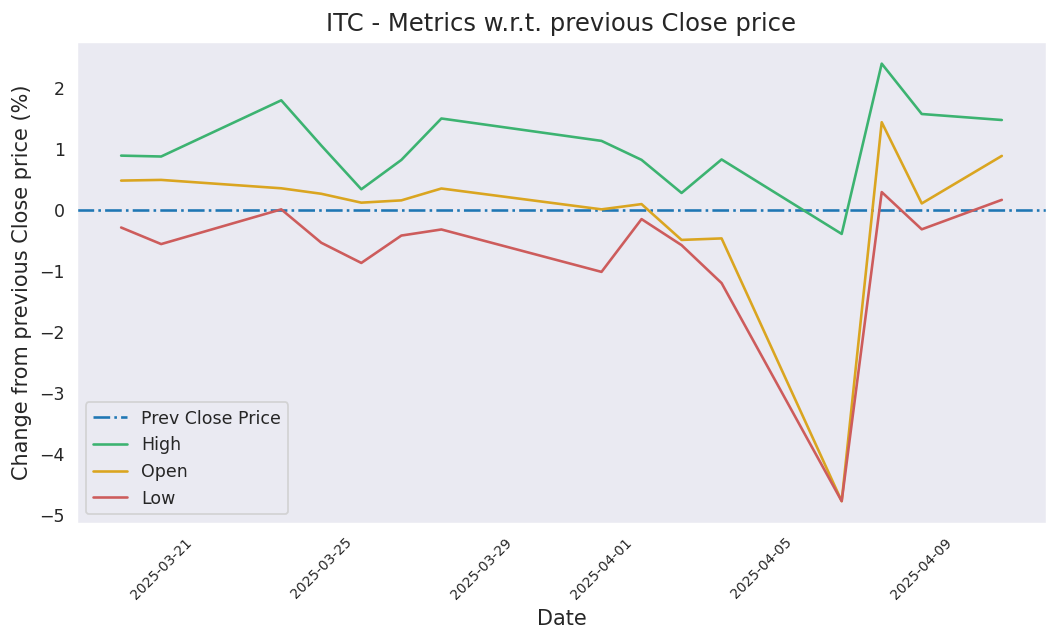 ITC - Metrics w.r.t. previous Close price
Change from previous Close price (%)
2
1
0
−1
−2
−3
−4
−5
Prev Close Price
High
Open
Low
2025-03-21
2025-03-25
2025-03-29
2025-04-01
2025-04-05
2025-04-09
Date